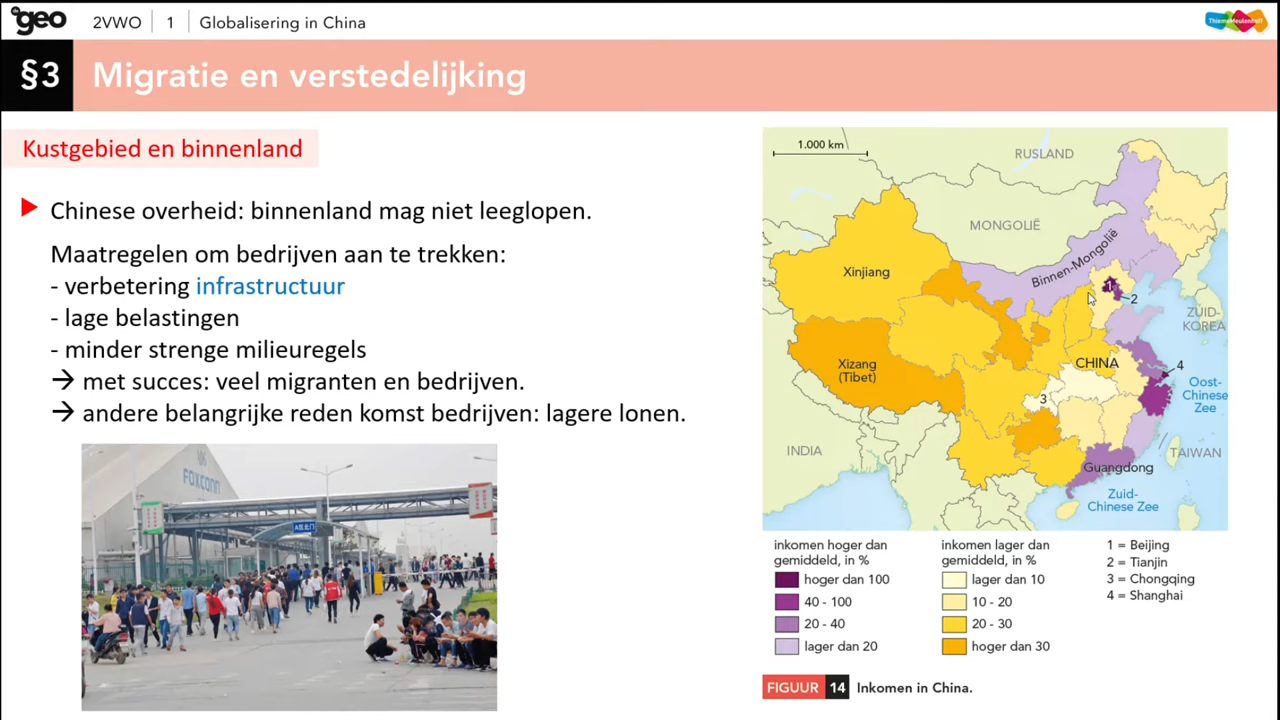 de geo
2VWO
1
Globalisering in China
ThiemeMeulenhoff
§3
Migratie en verstedelijking
Kustgebied en binnenland
Chinese overheid: binnenland mag niet leeglopen.
Maatregelen om bedrijven aan te trekken:
- verbetering infrastructuur
- lage belastingen
- minder strenge milieuregels
→ met succes: veel migranten en bedrijven.
→ andere belangrijke reden komst bedrijven: lagere lonen.
FOXCONN
1.000 km
RUSLAND
MONGOLIË
Binnen-Mongolië
Xinjiang
1
2
ZUID-
KOREA
Xizang
(Tibet)
CHINA
4
3
Oost-
Chinese
Zee
INDIA
TAIWAN
Guangdong
Zuid-
Chinese Zee
inkomen hoger dan
gemiddeld, in %
hoger dan 100
40 - 100
20 - 40
lager dan 20
inkomen lager dan
gemiddeld, in %
lager dan 10
10 - 20
20 - 30
hoger dan 30
1 = Beijing
2 = Tianjin
3 = Chongqing
4 = Shanghai
FIGUUR 14 Inkomen in China.